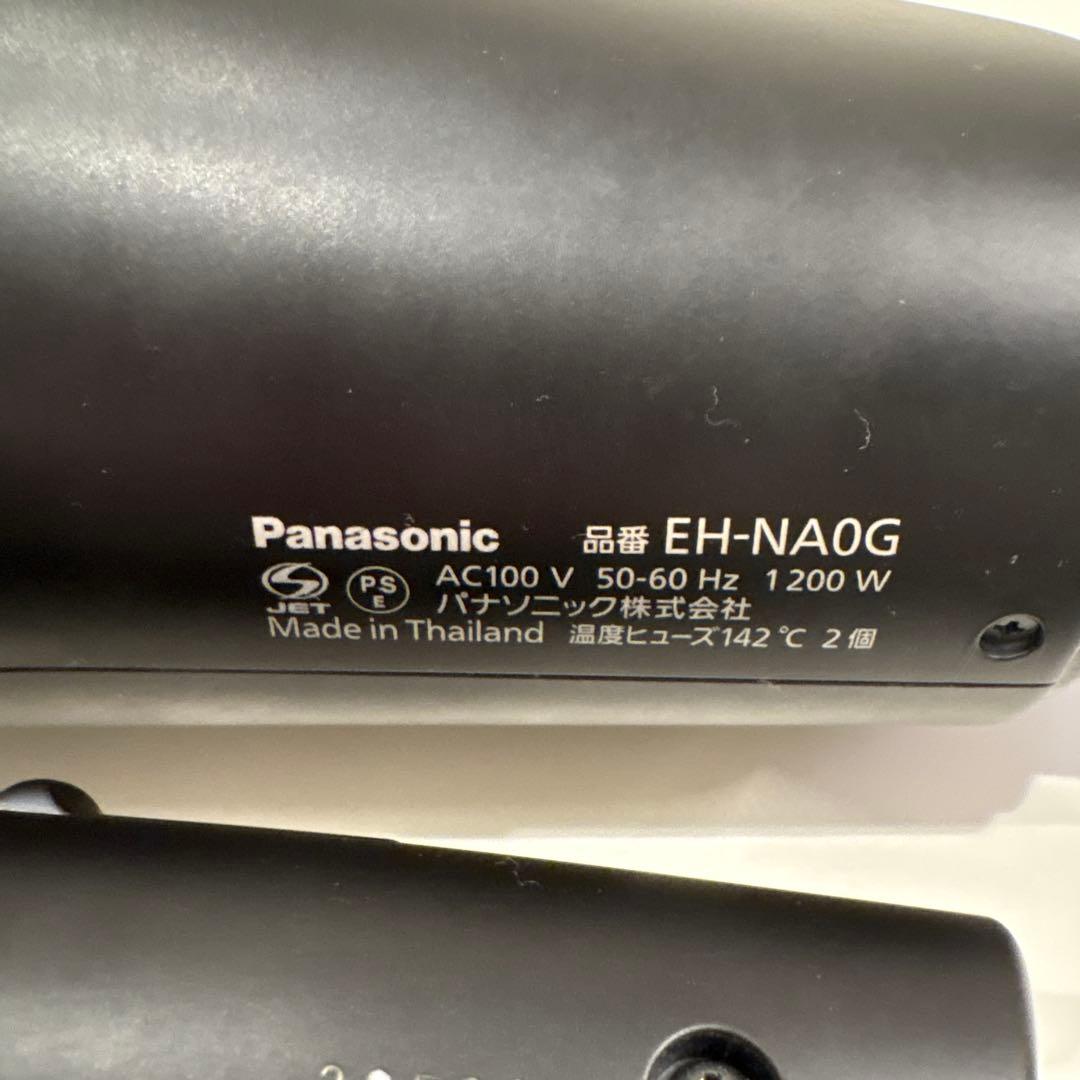 Panasonic 品番 EH-NA0G
JET PSE AC100 V 50-60 Hz 1200 W
パナソニック株式会社
Made in Thailand 温度ヒューズ142℃ 2個